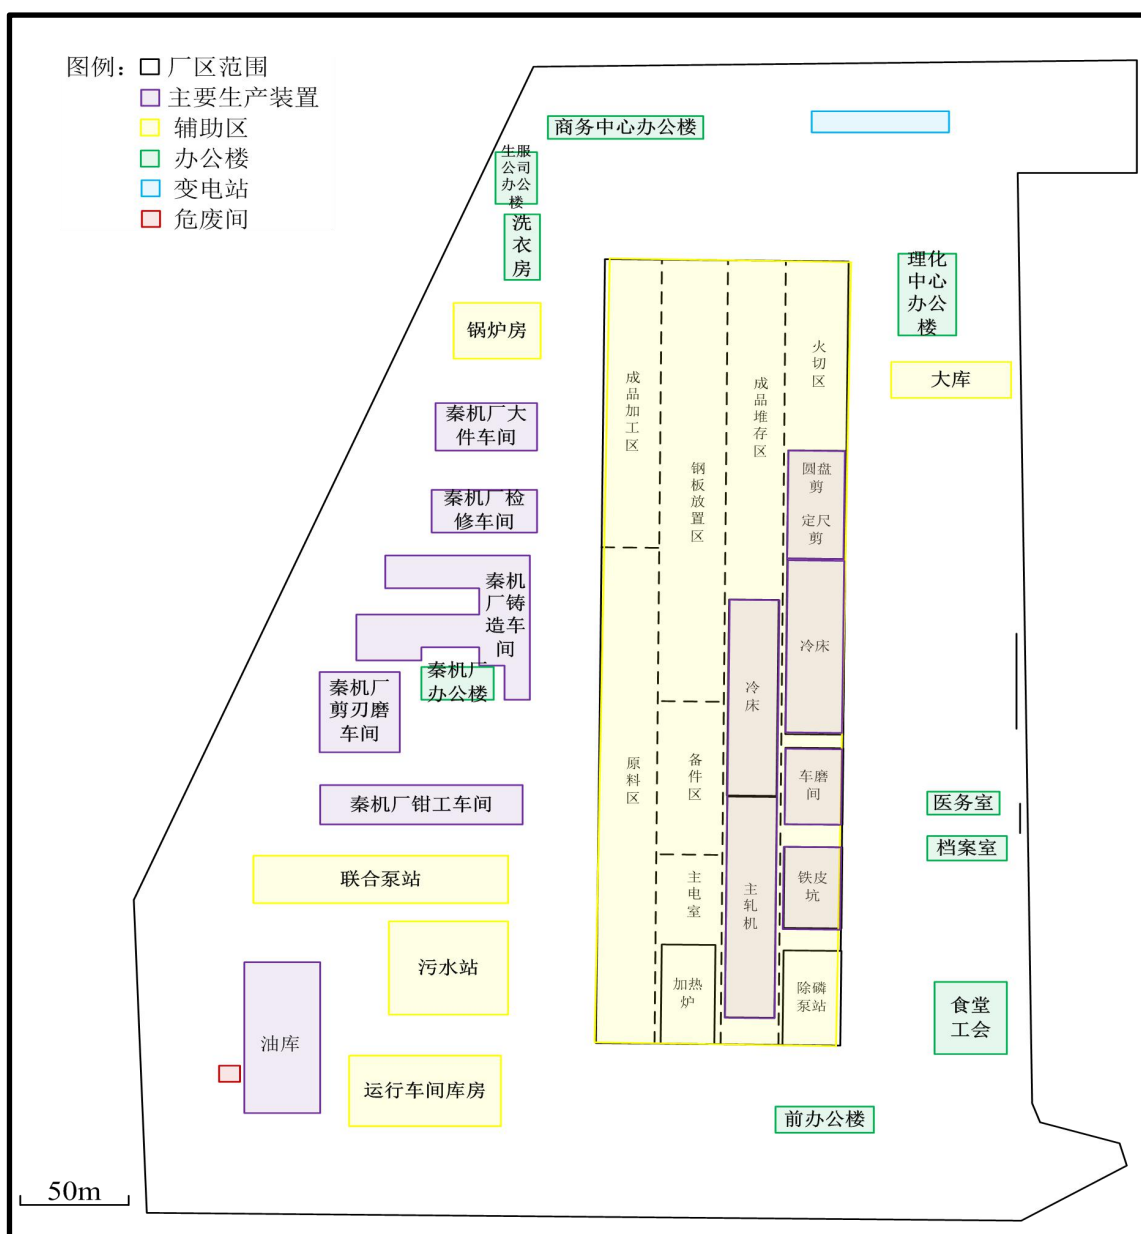 图例：
厂区范围
主要生产装置
辅助区
办公楼
变电站
危废间
商务中心办公楼
生服
公司
办公
楼
洗
衣
房
锅炉房
理化
中心
办公
楼
大库
秦机厂大
件车间
秦机厂检
修车间
秦机
厂铸
造车
间
秦机厂
办公楼
秦机厂
剪刃磨
车间
秦机厂钳工车间
联合泵站
污水站
油库
运行车间库房
成
品
加
工
区
钢
板
放
置
区
成
品
堆
存
区
火
切
区
圆盘
剪
定尺
剪
冷床
冷
床
原
料
区
备
件
区
车磨
间
主
电
室
主
轧
机
铁皮
坑
加热
炉
除磷
泵站
医务室
档案室
食堂
工会
前办公楼
50m